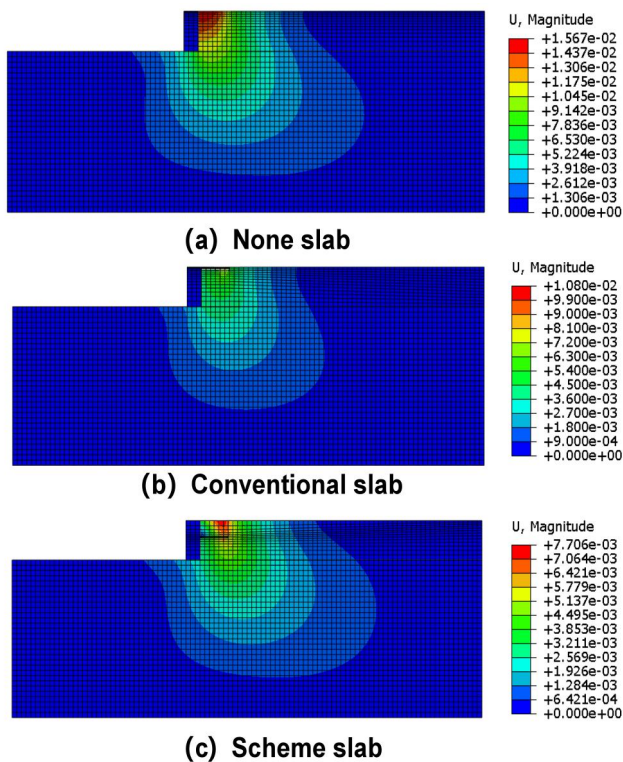 U, Magnitude
+1.567e-02
+1.437e-02
+1.306e-02
+1.175e-02
+1.045e-02
+9.142e-03
+7.836e-03
+6.530e-03
+5.224e-03
+3.918e-03
+2.612e-03
+1.306e-03
+0.000e+00
(a) None slab
U, Magnitude
+1.080e-02
+9.900e-03
+9.000e-03
+8.100e-03
+7.200e-03
+6.300e-03
+5.400e-03
+4.500e-03
+3.600e-03
+2.700e-03
+1.800e-03
+9.000e-04
+0.000e+00
(b) Conventional slab
U, Magnitude
+7.706e-03
+7.064e-03
+6.421e-03
+5.779e-03
+5.137e-03
+4.495e-03
+3.853e-03
+3.211e-03
+2.569e-03
+1.926e-03
+1.284e-03
+6.421e-04
+0.000e+00
(c) Scheme slab